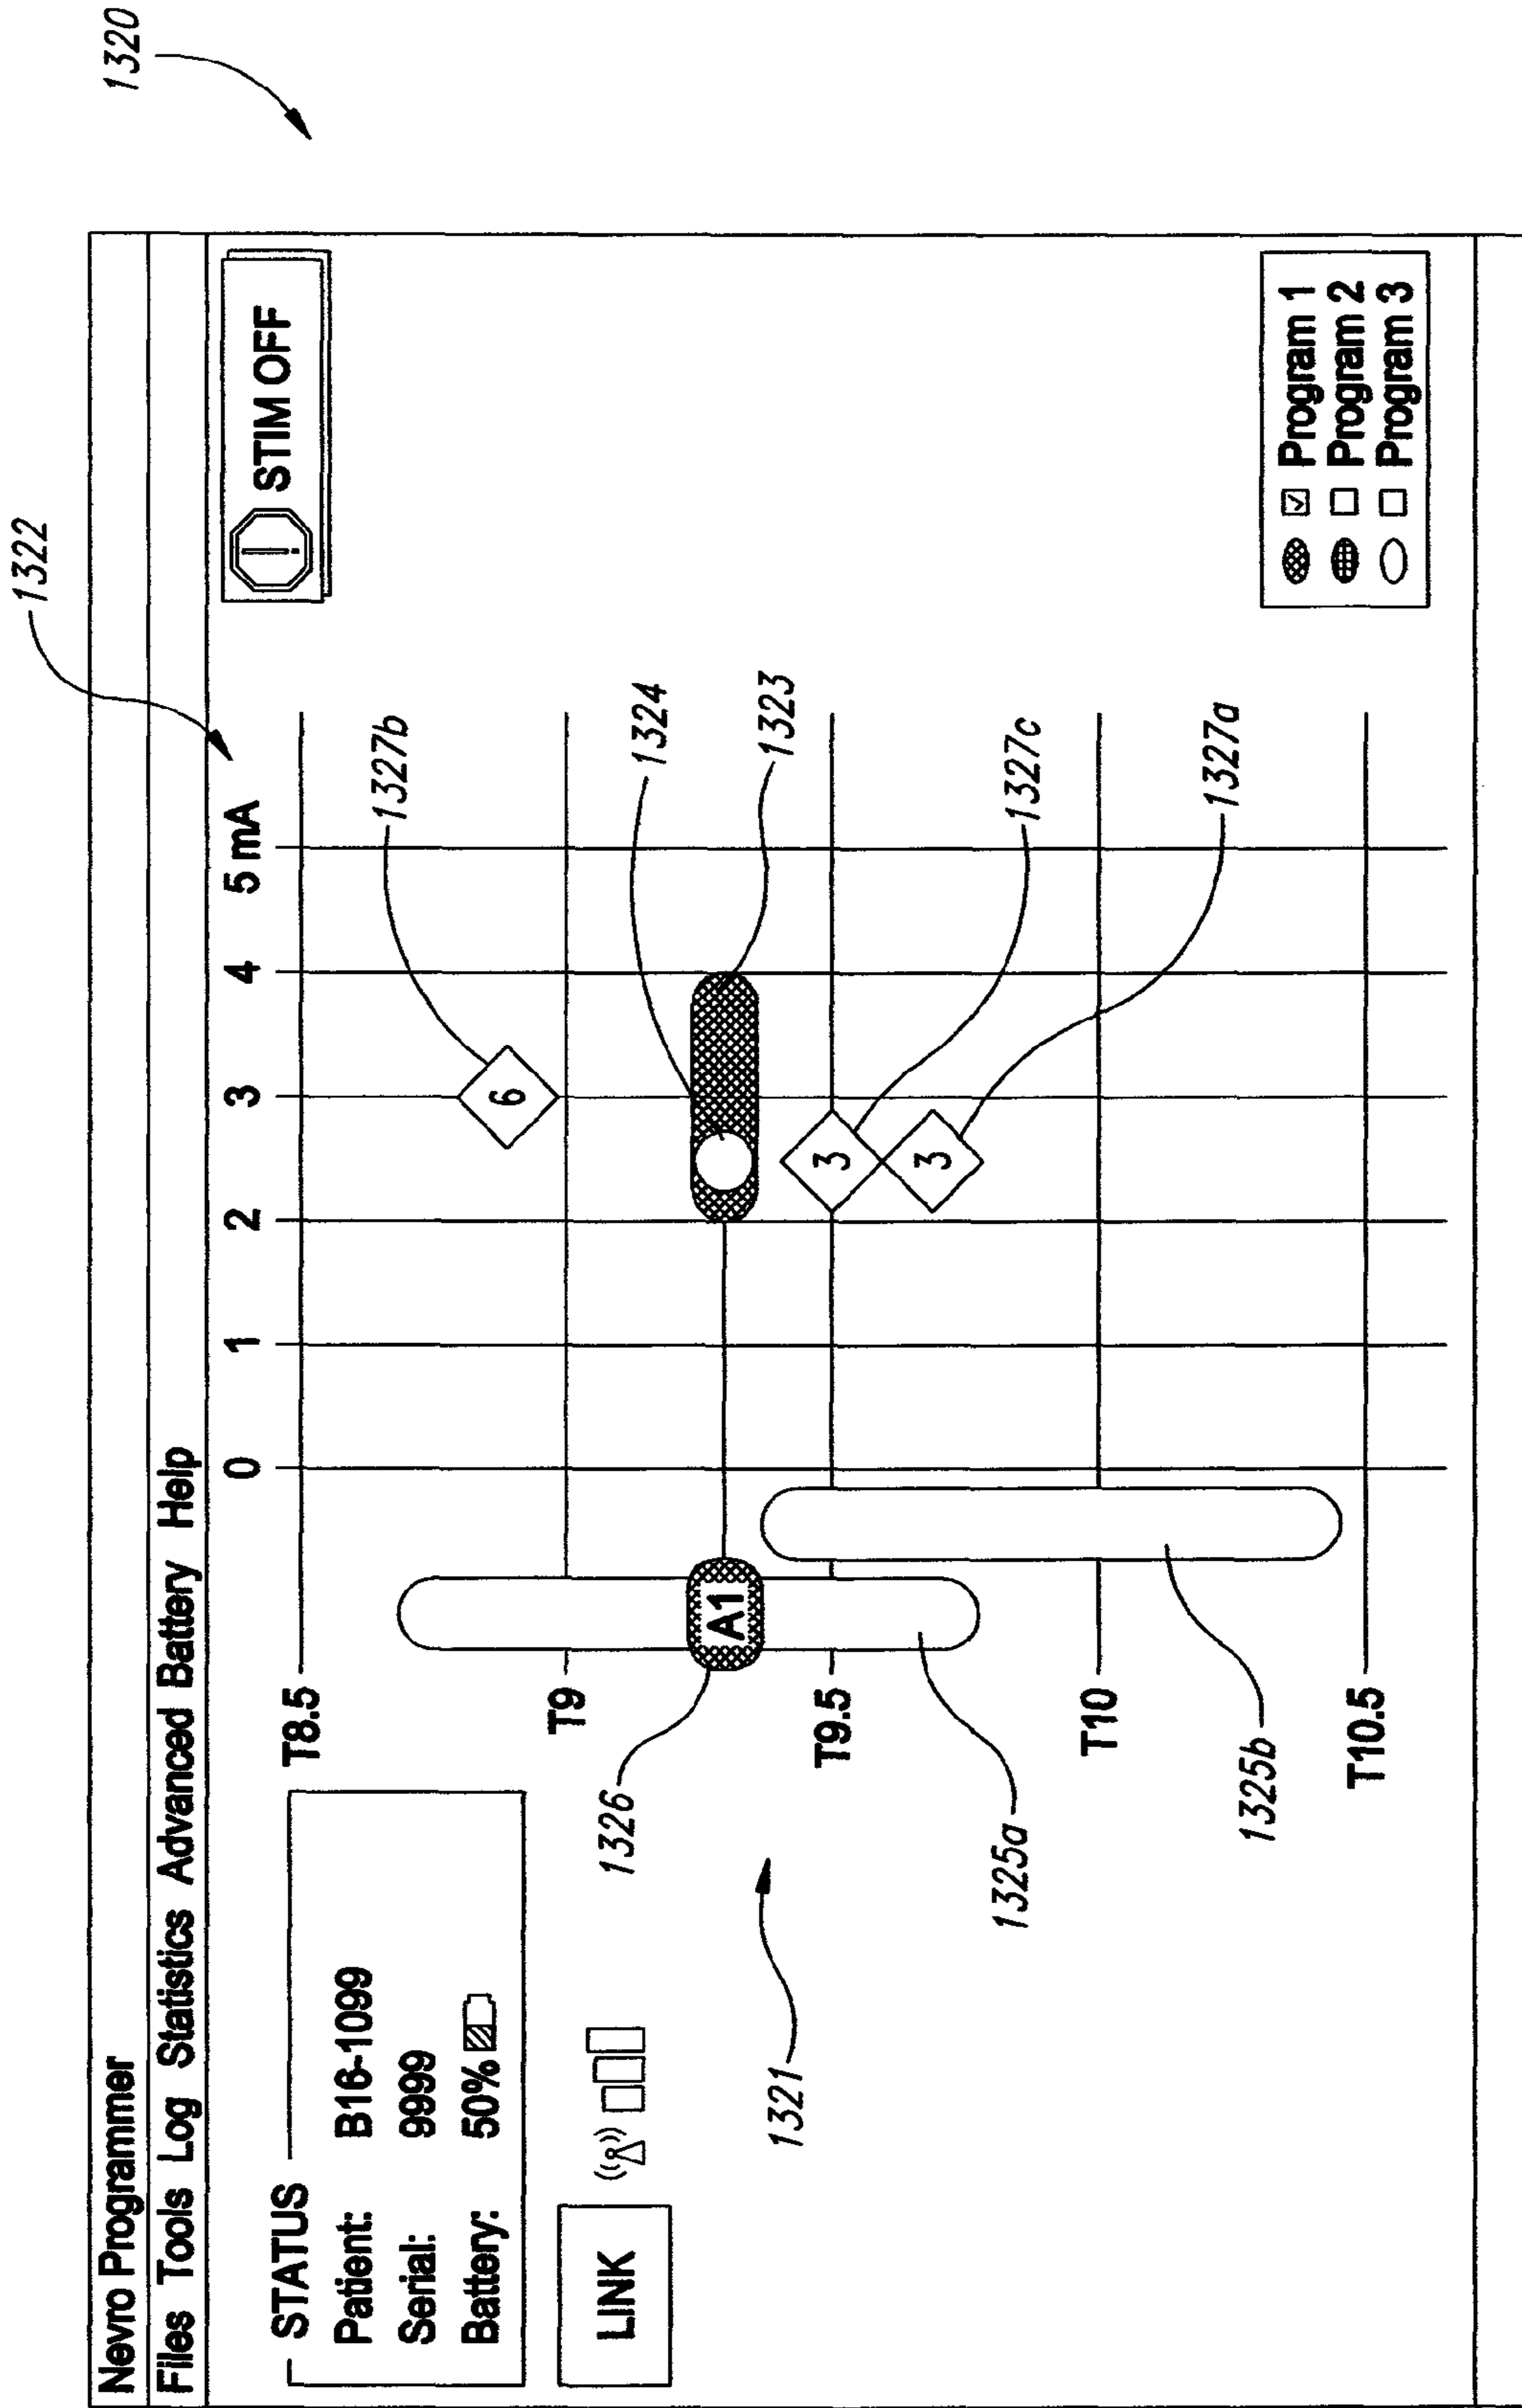 1320
Nevro Programmer
Files Tools Log Statistics Advanced Battery Help
1322
STATUS
Patient: B16-1099
Serial: 9999
Battery: 50%
LINK
STIM OFF
0 1 2 3 4 5 mA
T8.5
T9
T9.5
T10
T10.5
A1
6
3
3
1327b
1324
1323
1327c
1327a
1326
1321
1325a
1325b
Program 1
Program 2
Program 3